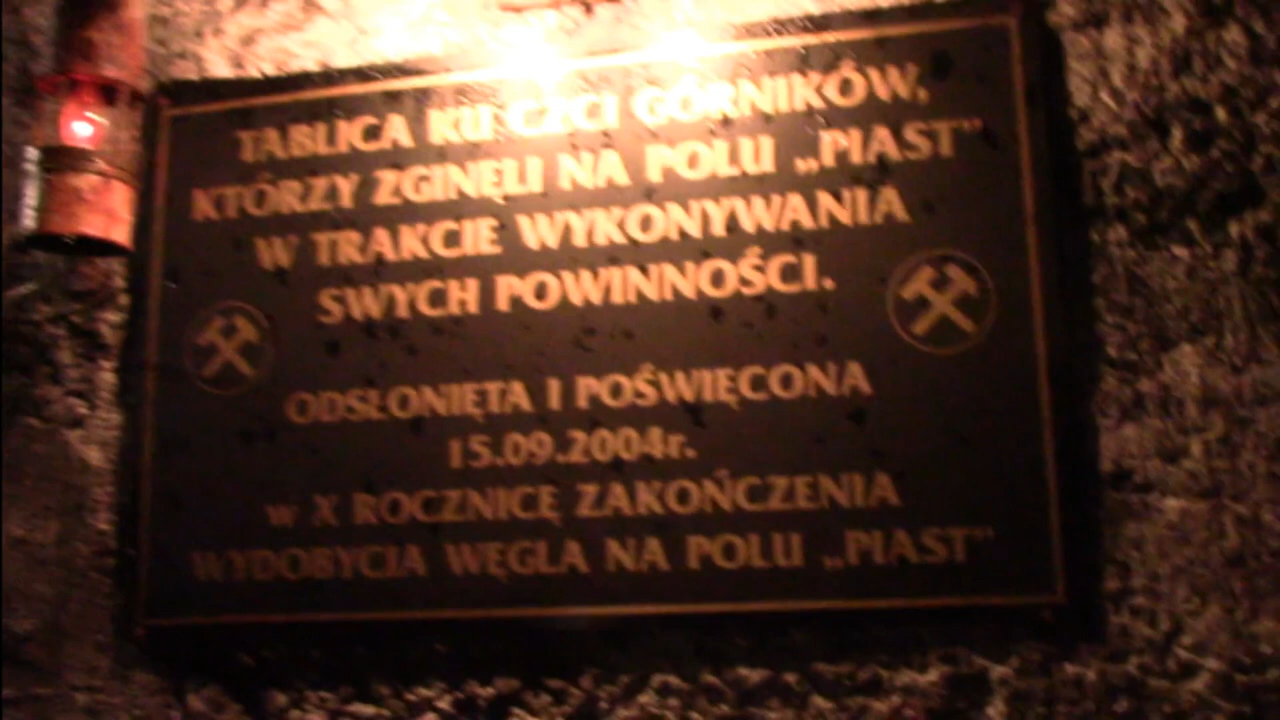 TABLICA KU CZCI GÓRNIKÓW,
KTÓRZY ZGINĘLI NA POLU „PIAST”
W TRAKCIE WYKONYWANIA
SWYCH POWINNOŚCI.
ODSŁONIĘTA I POŚWIĘCONA
15.09.2004r.
w X ROCZNICĘ ZAKOŃCZENIA
WYDOBYCIA WĘGLA NA POLU „PIAST”